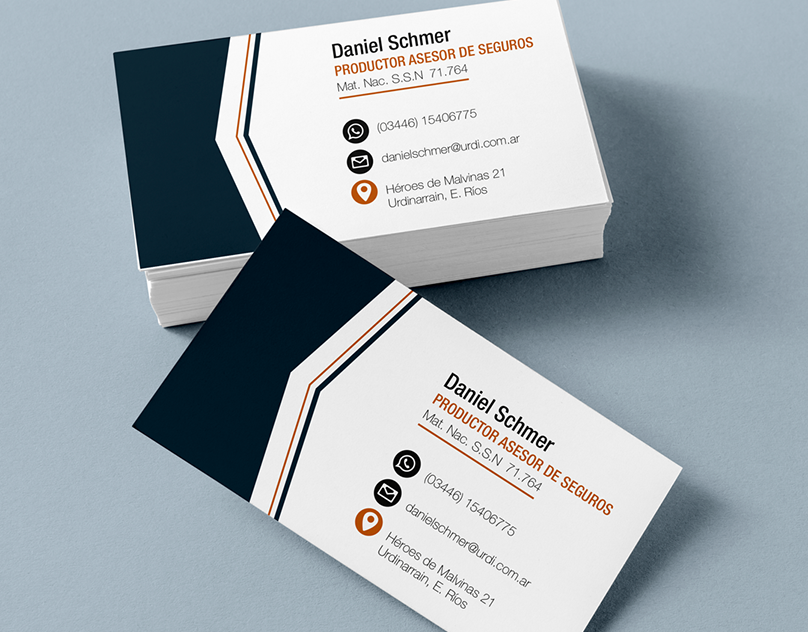 Daniel Schmer
PRODUCTOR ASESOR DE SEGUROS
Mat. Nac. S.S.N 71.764
(03446) 15406775
danielschmer@urdi.com.ar
Héroes de Malvinas 21
Urdinarrain, E. Ríos
Daniel Schmer
PRODUCTOR ASESOR DE SEGUROS
Mat. Nac. S.S.N 71.764
(03446) 15406775
danielschmer@urdi.com.ar
Héroes de Malvinas 21
Urdinarrain, E. Ríos